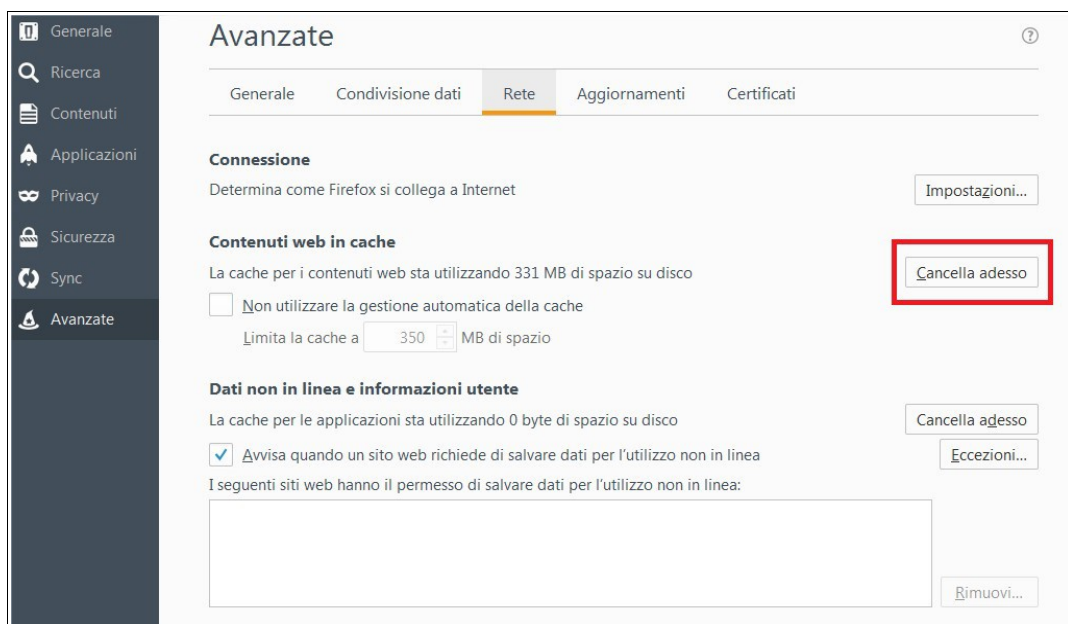 Generale
Ricerca
Contenuti
Applicazioni
Privacy
Sicurezza
Sync
Avanzate
Avanzate
?
Generale Condivisione dati Rete Aggiornamenti Certificati
Connessione
Determina come Firefox si collega a Internet Impostazioni...
Contenuti web in cache
La cache per i contenuti web sta utilizzando 331 MB di spazio su disco Cancella adesso
Non utilizzare la gestione automatica della cache
Limita la cache a 350 MB di spazio
Dati non in linea e informazioni utente
La cache per le applicazioni sta utilizzando 0 byte di spazio su disco Cancella adesso
Avvisa quando un sito web richiede di salvare dati per l'utilizzo non in linea Eccezioni...
I seguenti siti web hanno il permesso di salvare dati per l'utilizzo non in linea:
Rimuovi...